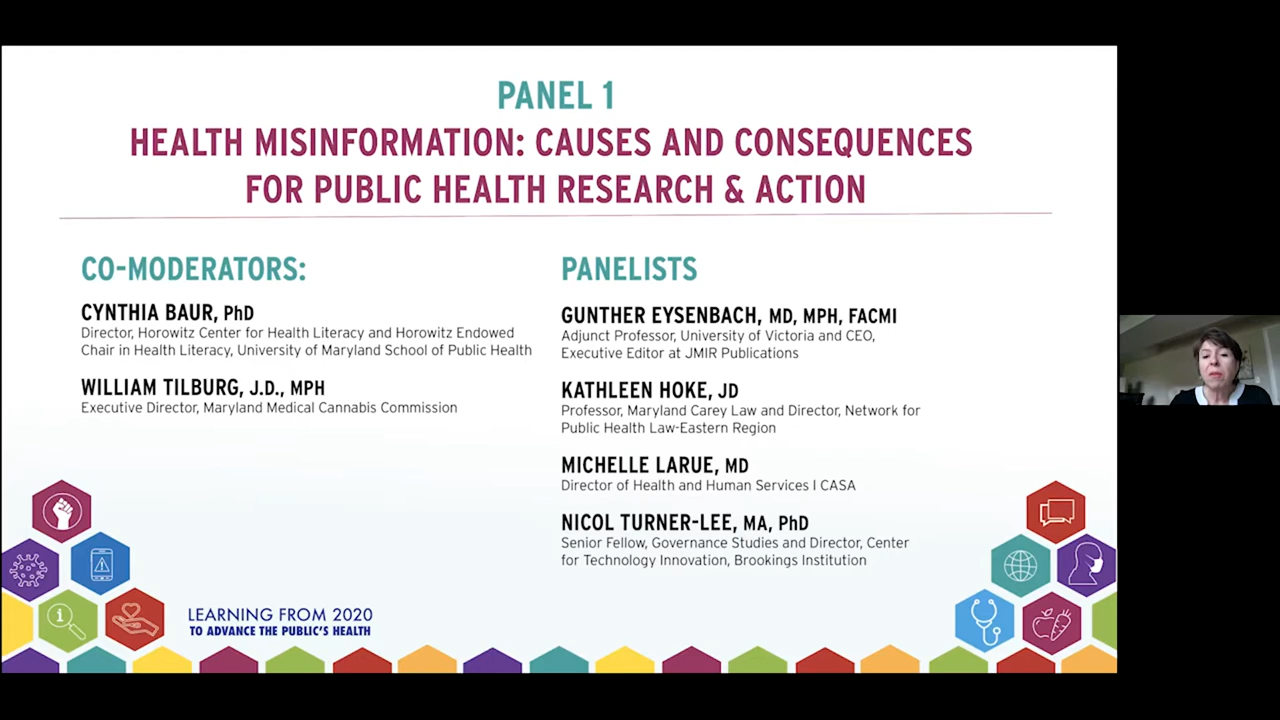 PANEL 1
HEALTH MISINFORMATION: CAUSES AND CONSEQUENCES
FOR PUBLIC HEALTH RESEARCH & ACTION
CO-MODERATORS:
CYNTHIA BAUR, PhD
Director, Horowitz Center for Health Literacy and Horowitz Endowed
Chair in Health Literacy, University of Maryland School of Public Health
WILLIAM TILBURG, J.D., MPH
Executive Director, Maryland Medical Cannabis Commission
PANELISTS
GUNTHER EYSENBACH, MD, MPH, FACMI
Adjunct Professor, University of Victoria and CEO,
Executive Editor at JMIR Publications
KATHLEEN HOKE, JD
Professor, Maryland Carey Law and Director, Network for
Public Health Law-Eastern Region
MICHELLE LARUE, MD
Director of Health and Human Services I CASA
NICOL TURNER-LEE, MA, PhD
Senior Fellow, Governance Studies and Director, Center
for Technology Innovation, Brookings Institution
i
LEARNING FROM 2020
TO ADVANCE THE PUBLIC'S HEALTH